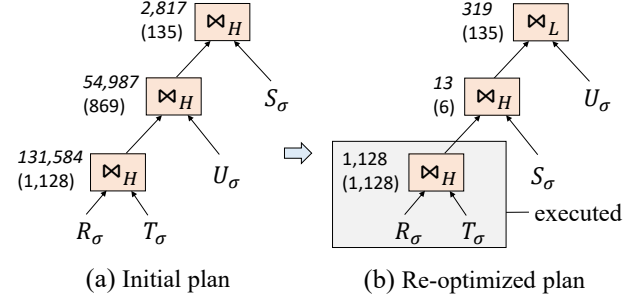 2,817
(135)
⋈H
54,987
(869)
⋈H
Sσ
131,584
(1,128)
⋈H
Uσ
Rσ
Tσ
(a) Initial plan
319
(135)
⋈L
13
(6)
⋈H
Uσ
1,128
(1,128)
⋈H
Sσ
Rσ
Tσ
executed
(b) Re-optimized plan